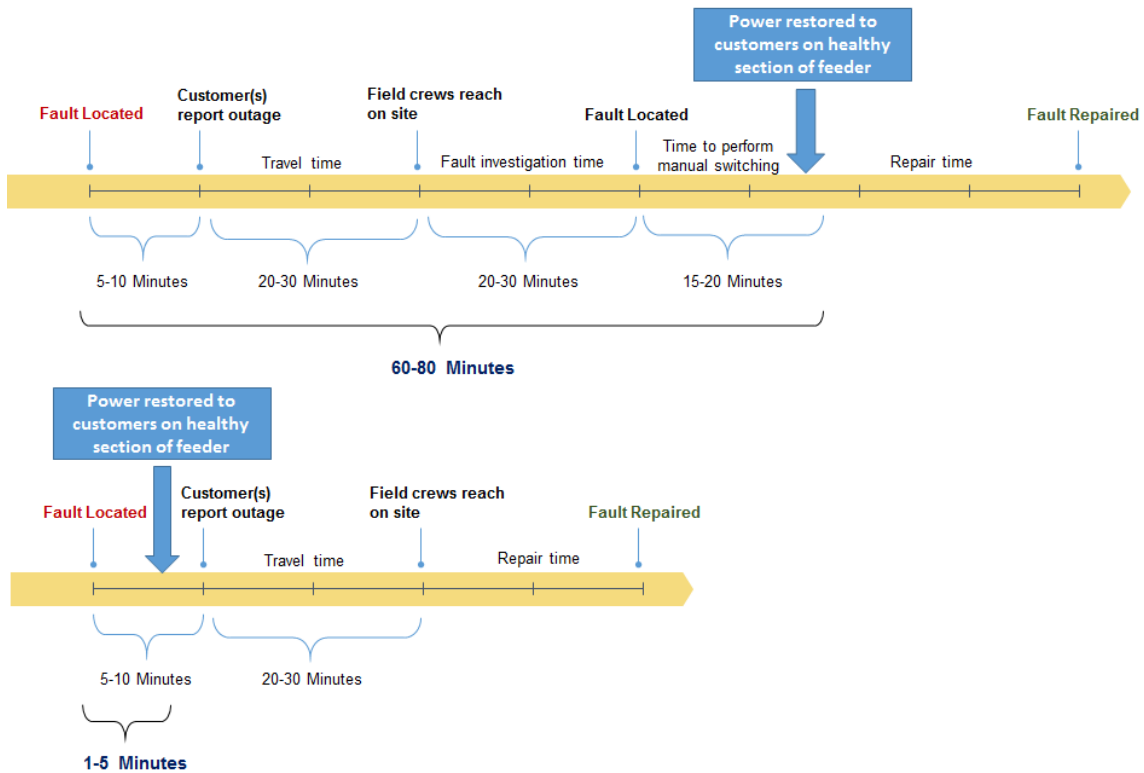 Power restored to
customers on healthy
section of feeder
Fault Located
Customer(s)
report outage
Field crews reach
on site
Fault Located
Fault Repaired
Travel time
Fault investigation time
Time to perform
manual switching
Repair time
5-10 Minutes
20-30 Minutes
20-30 Minutes
15-20 Minutes
60-80 Minutes
Power restored to
customers on healthy
section of feeder
Fault Located
Customer(s)
report outage
Field crews reach
on site
Fault Repaired
Travel time
Repair time
5-10 Minutes
20-30 Minutes
1-5 Minutes